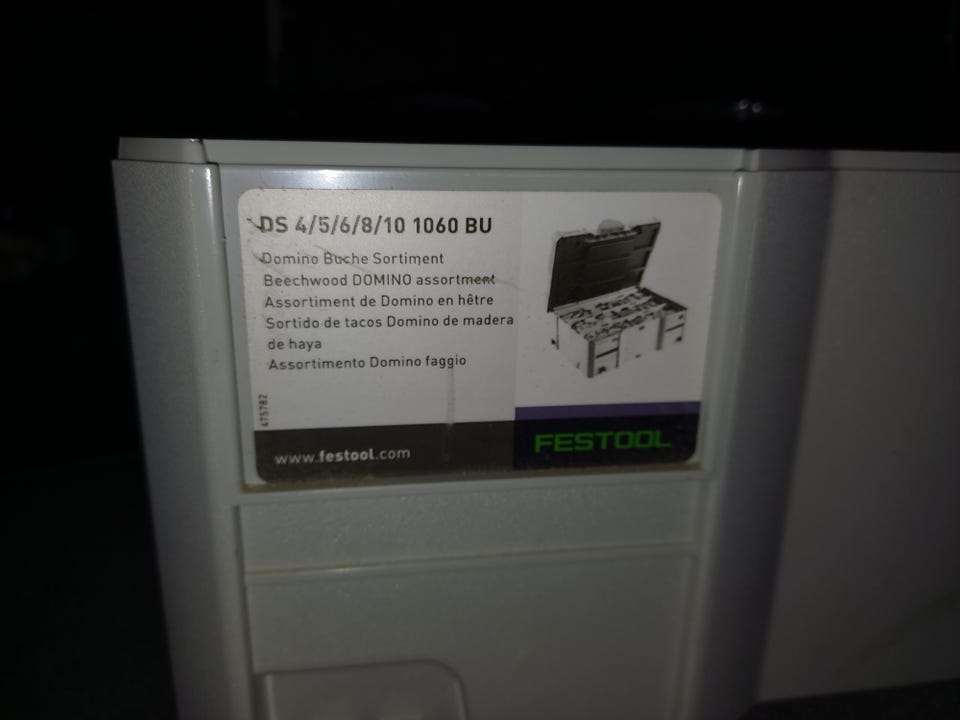 DS 4/5/6/8/10 1060 BU
Domino Buche Sortiment
Beechwood DOMINO assortment
Assortiment de Domino en hêtre
Sortido de tacos Domino de madera
de haya
Assortimento Domino faggio
475782
www.festool.com
FESTOOL